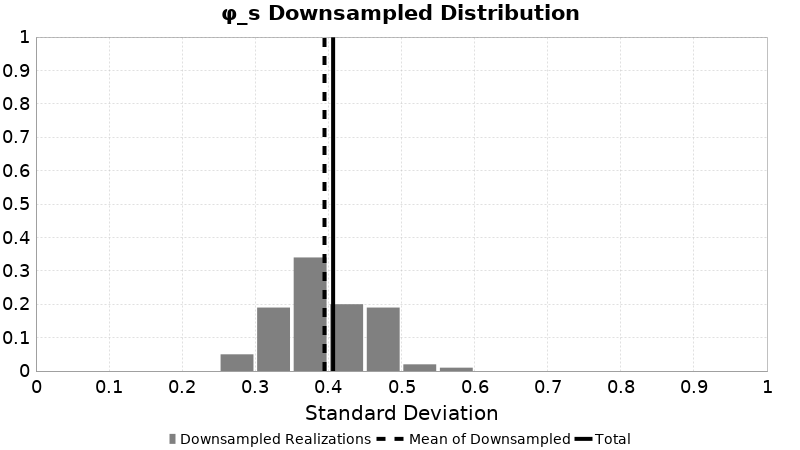 φ_s Downsampled Distribution
1
0.9
0.8
0.7
0.6
0.5
0.4
0.3
0.2
0.1
0
0 0.1 0.2 0.3 0.4 0.5 0.6 0.7 0.8 0.9 1
Standard Deviation
Downsampled Realizations Mean of Downsampled Total